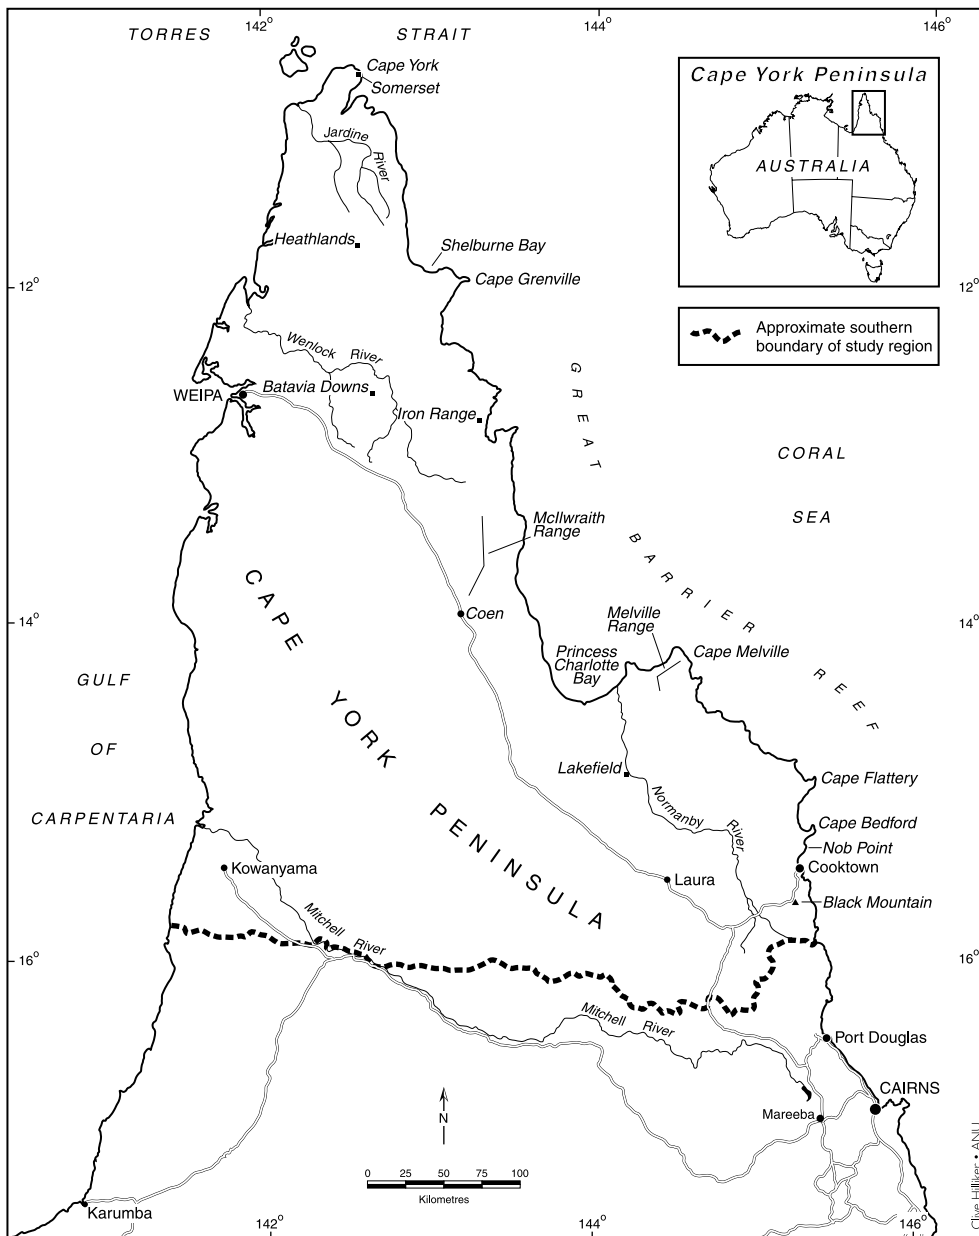 142°
144°
146°
TORRES STRAIT
Cape York
Somerset
Cape York Peninsula
AUSTRALIA
Jardine
River
Heathlands
Shelburne Bay
Cape Grenville
12°
12°
Approximate southern
boundary of study region
Wenlock River
WEIPA
Batavia Downs
Iron Range
GREAT BARRIER REEF
CORAL
SEA
McIlwraith
Range
Coen
14°
14°
Melville
Range
Cape Melville
Princess
Charlotte
Bay
GULF
OF
CARPENTARIA
CAPE YORK PENINSULA
Lakefield
Normanby River
Cape Flattery
Cape Bedford
Nob Point
Cooktown
Kowanyama
Laura
Black Mountain
Mitchell River
16°
16°
Mitchell River
Port Douglas
CAIRNS
Mareeba
N
0 25 50 75 100
Kilometres
Karumba
142°
144°
146°
Clive Hilliker • ANU